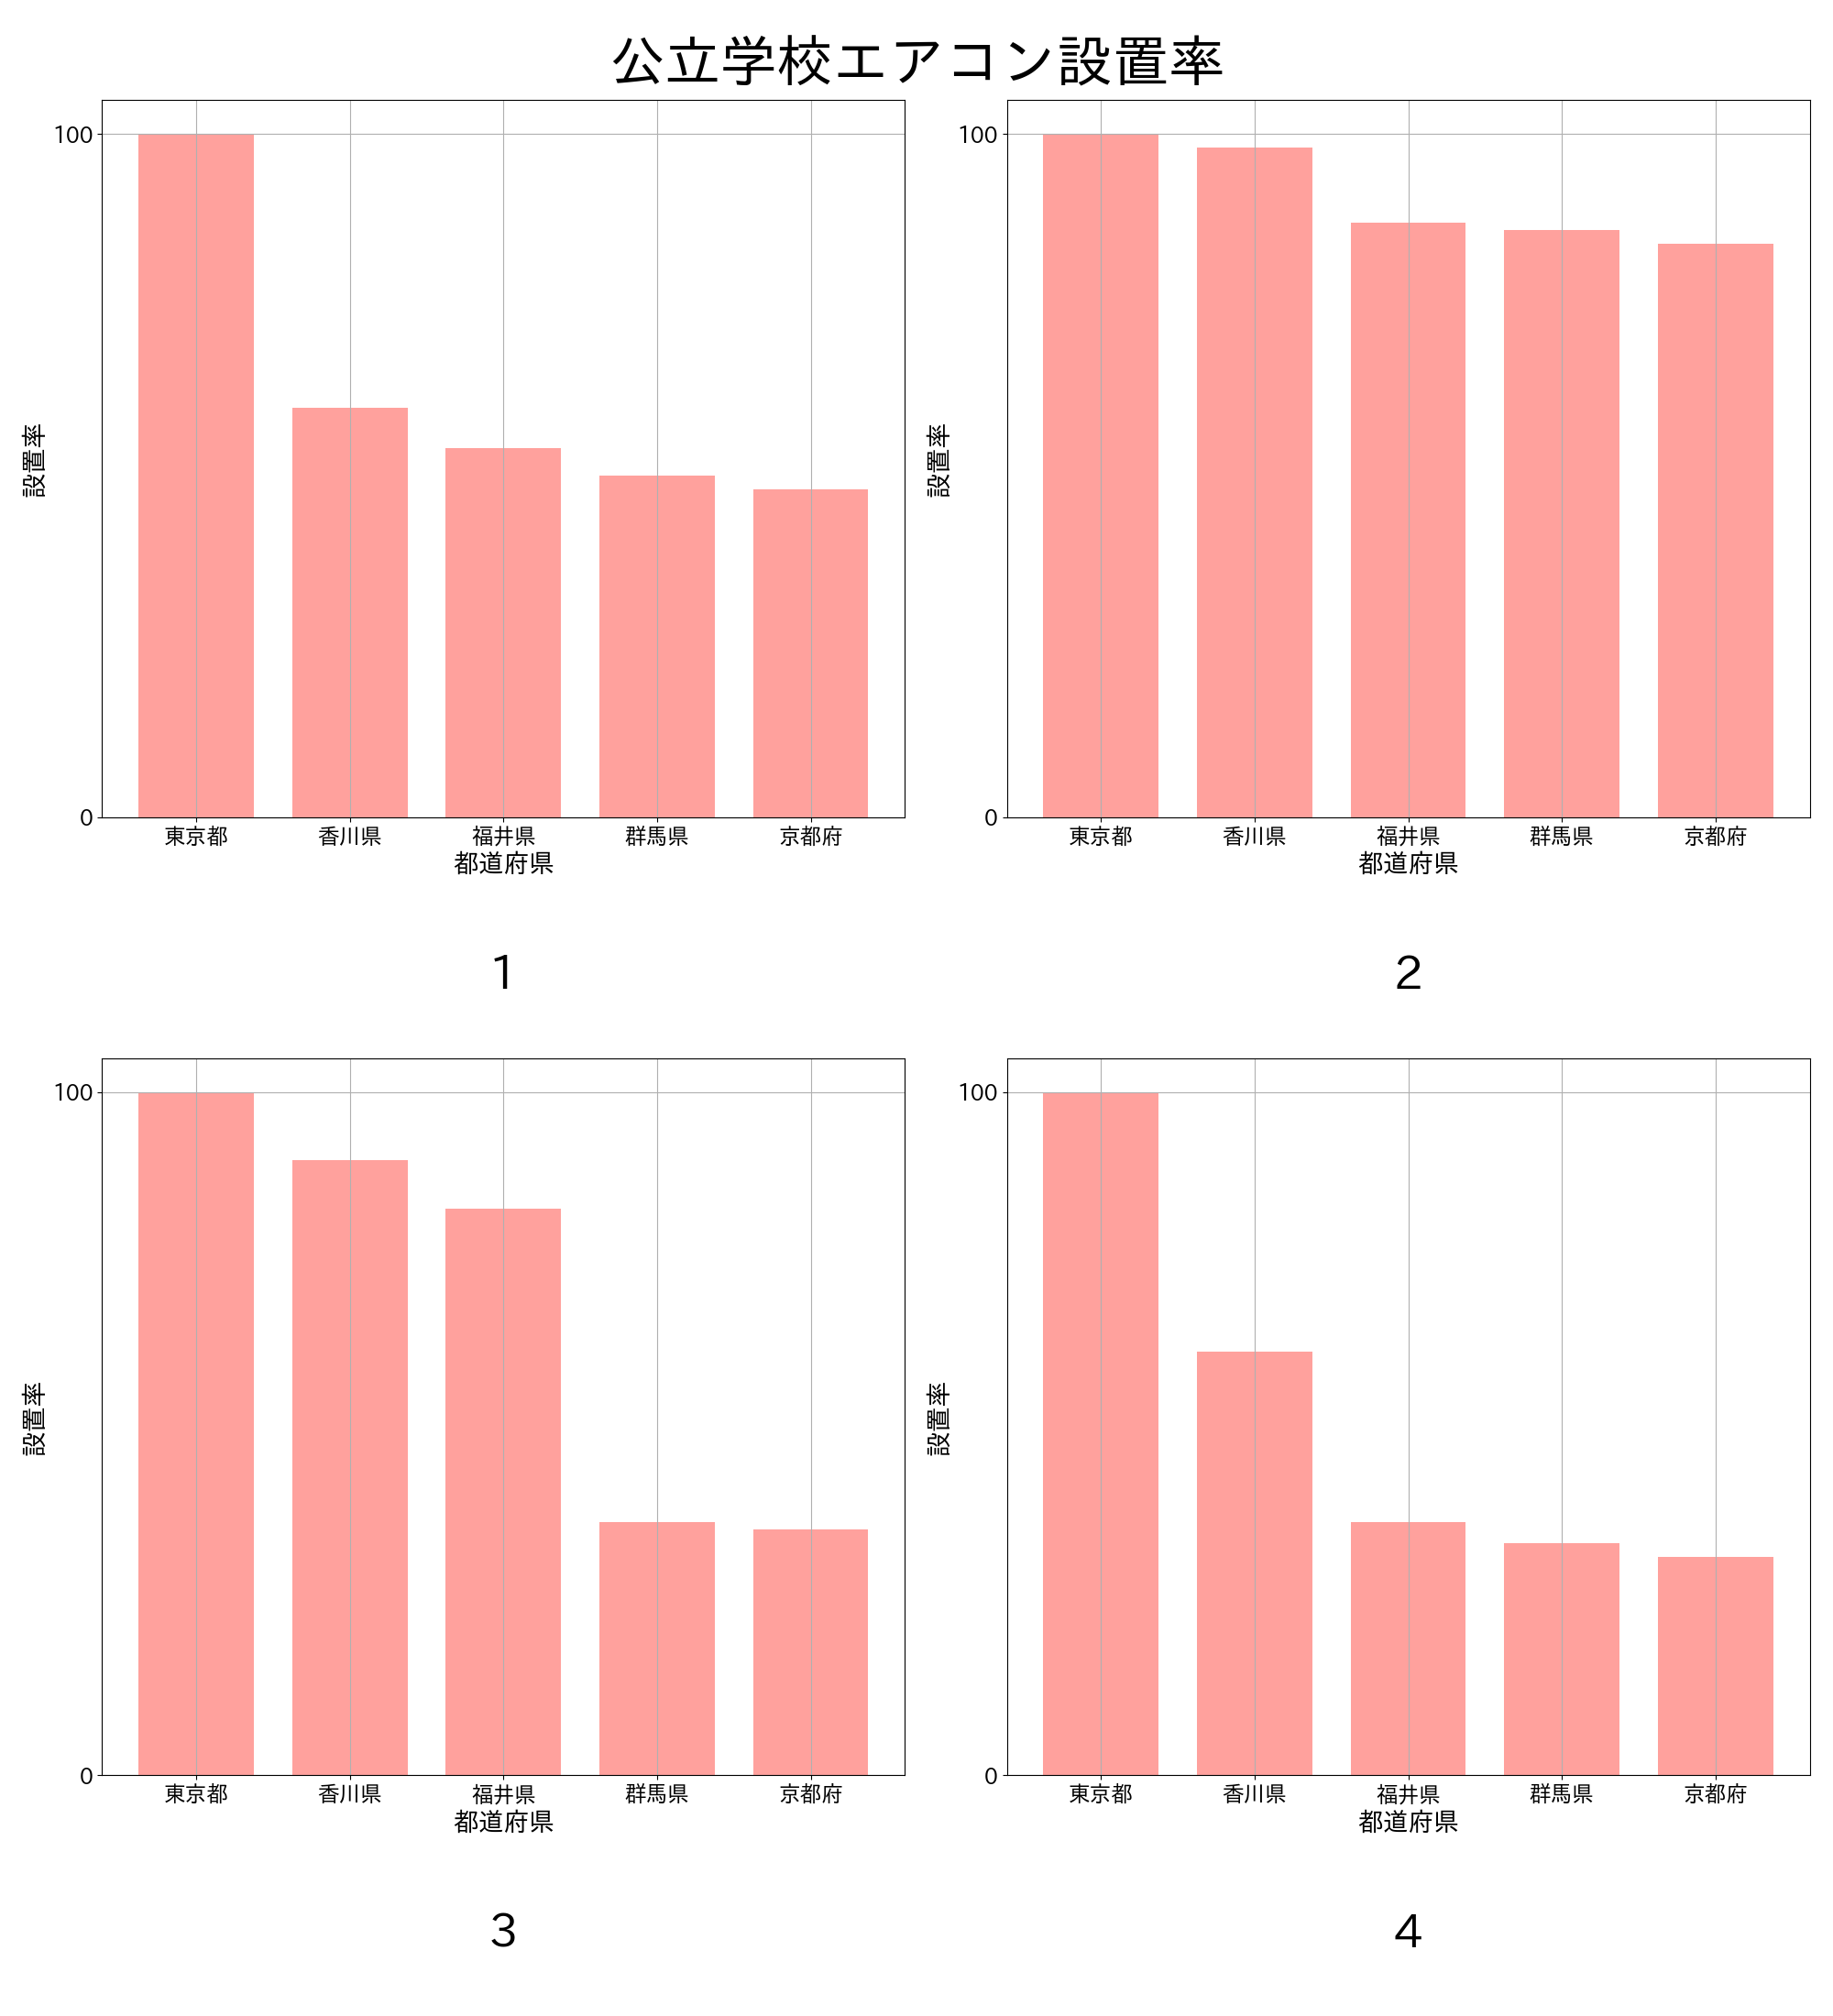 公立学校エアコン設置率
100
設置率
0
東京都 香川県 福井県 群馬県 京都府
都道府県
1
100
設置率
0
東京都 香川県 福井県 群馬県 京都府
都道府県
2
100
設置率
0
東京都 香川県 福井県 群馬県 京都府
都道府県
3
100
設置率
0
東京都 香川県 福井県 群馬県 京都府
都道府県
4